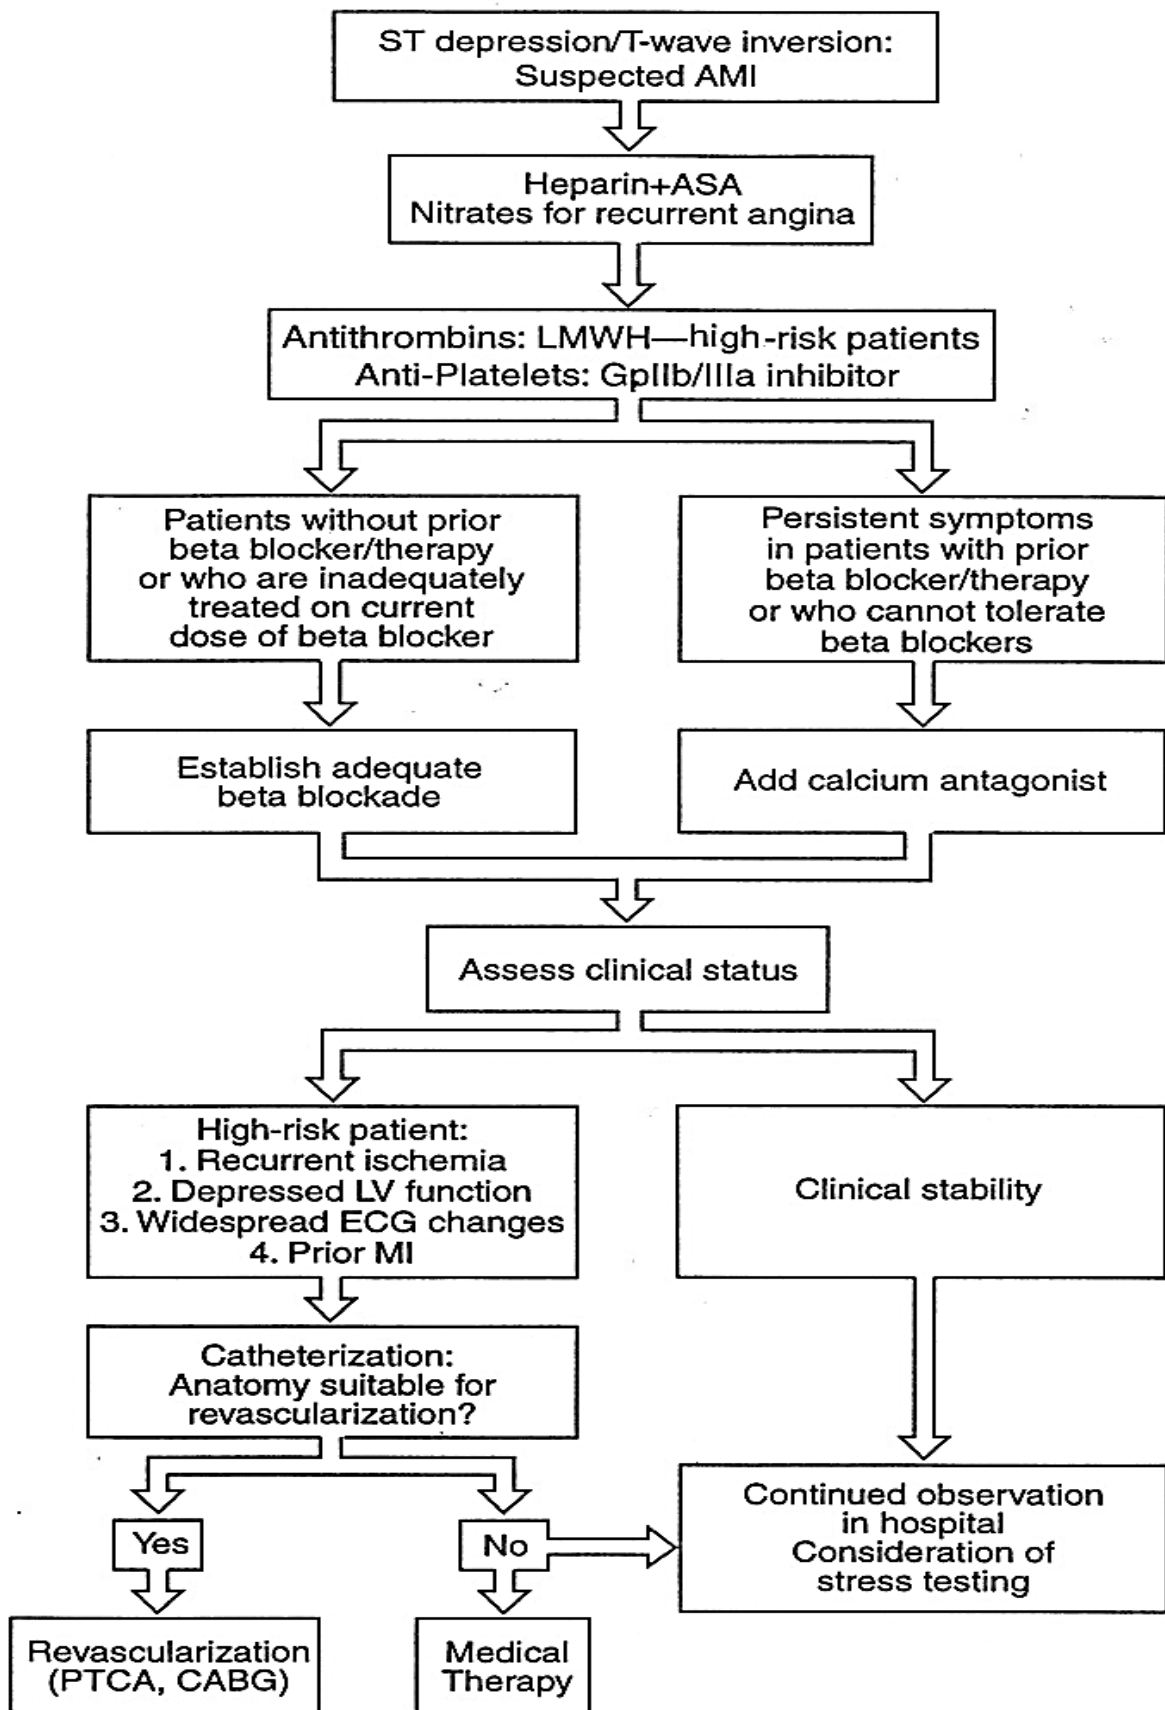 ST depression/T-wave inversion:
Suspected AMI
Heparin+ASA
Nitrates for recurrent angina
Antithrombins: LMWH—high-risk patients
Anti-Platelets: GpIIb/IIIa inhibitor
Patients without prior
beta blocker/therapy
or who are inadequately
treated on current
dose of beta blocker
Persistent symptoms
in patients with prior
beta blocker/therapy
or who cannot tolerate
beta blockers
Establish adequate
beta blockade
Add calcium antagonist
Assess clinical status
High-risk patient:
1. Recurrent ischemia
2. Depressed LV function
3. Widespread ECG changes
4. Prior MI
Clinical stability
Catheterization:
Anatomy suitable for
revascularization?
Yes
No
Continued observation
in hospital
Consideration of
stress testing
Revascularization
(PTCA, CABG)
Medical
Therapy